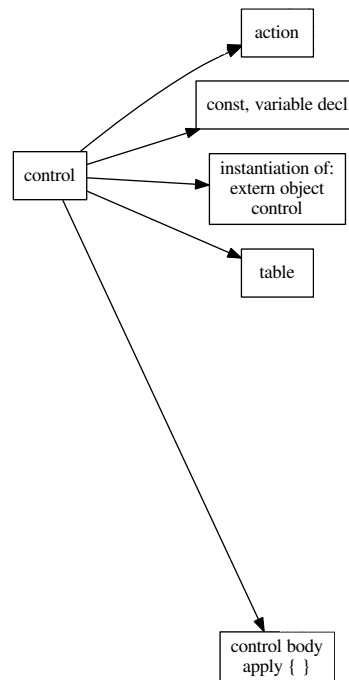 action
const, variable decl
control
instantiation of:
extern object
control
table
control body
apply { }